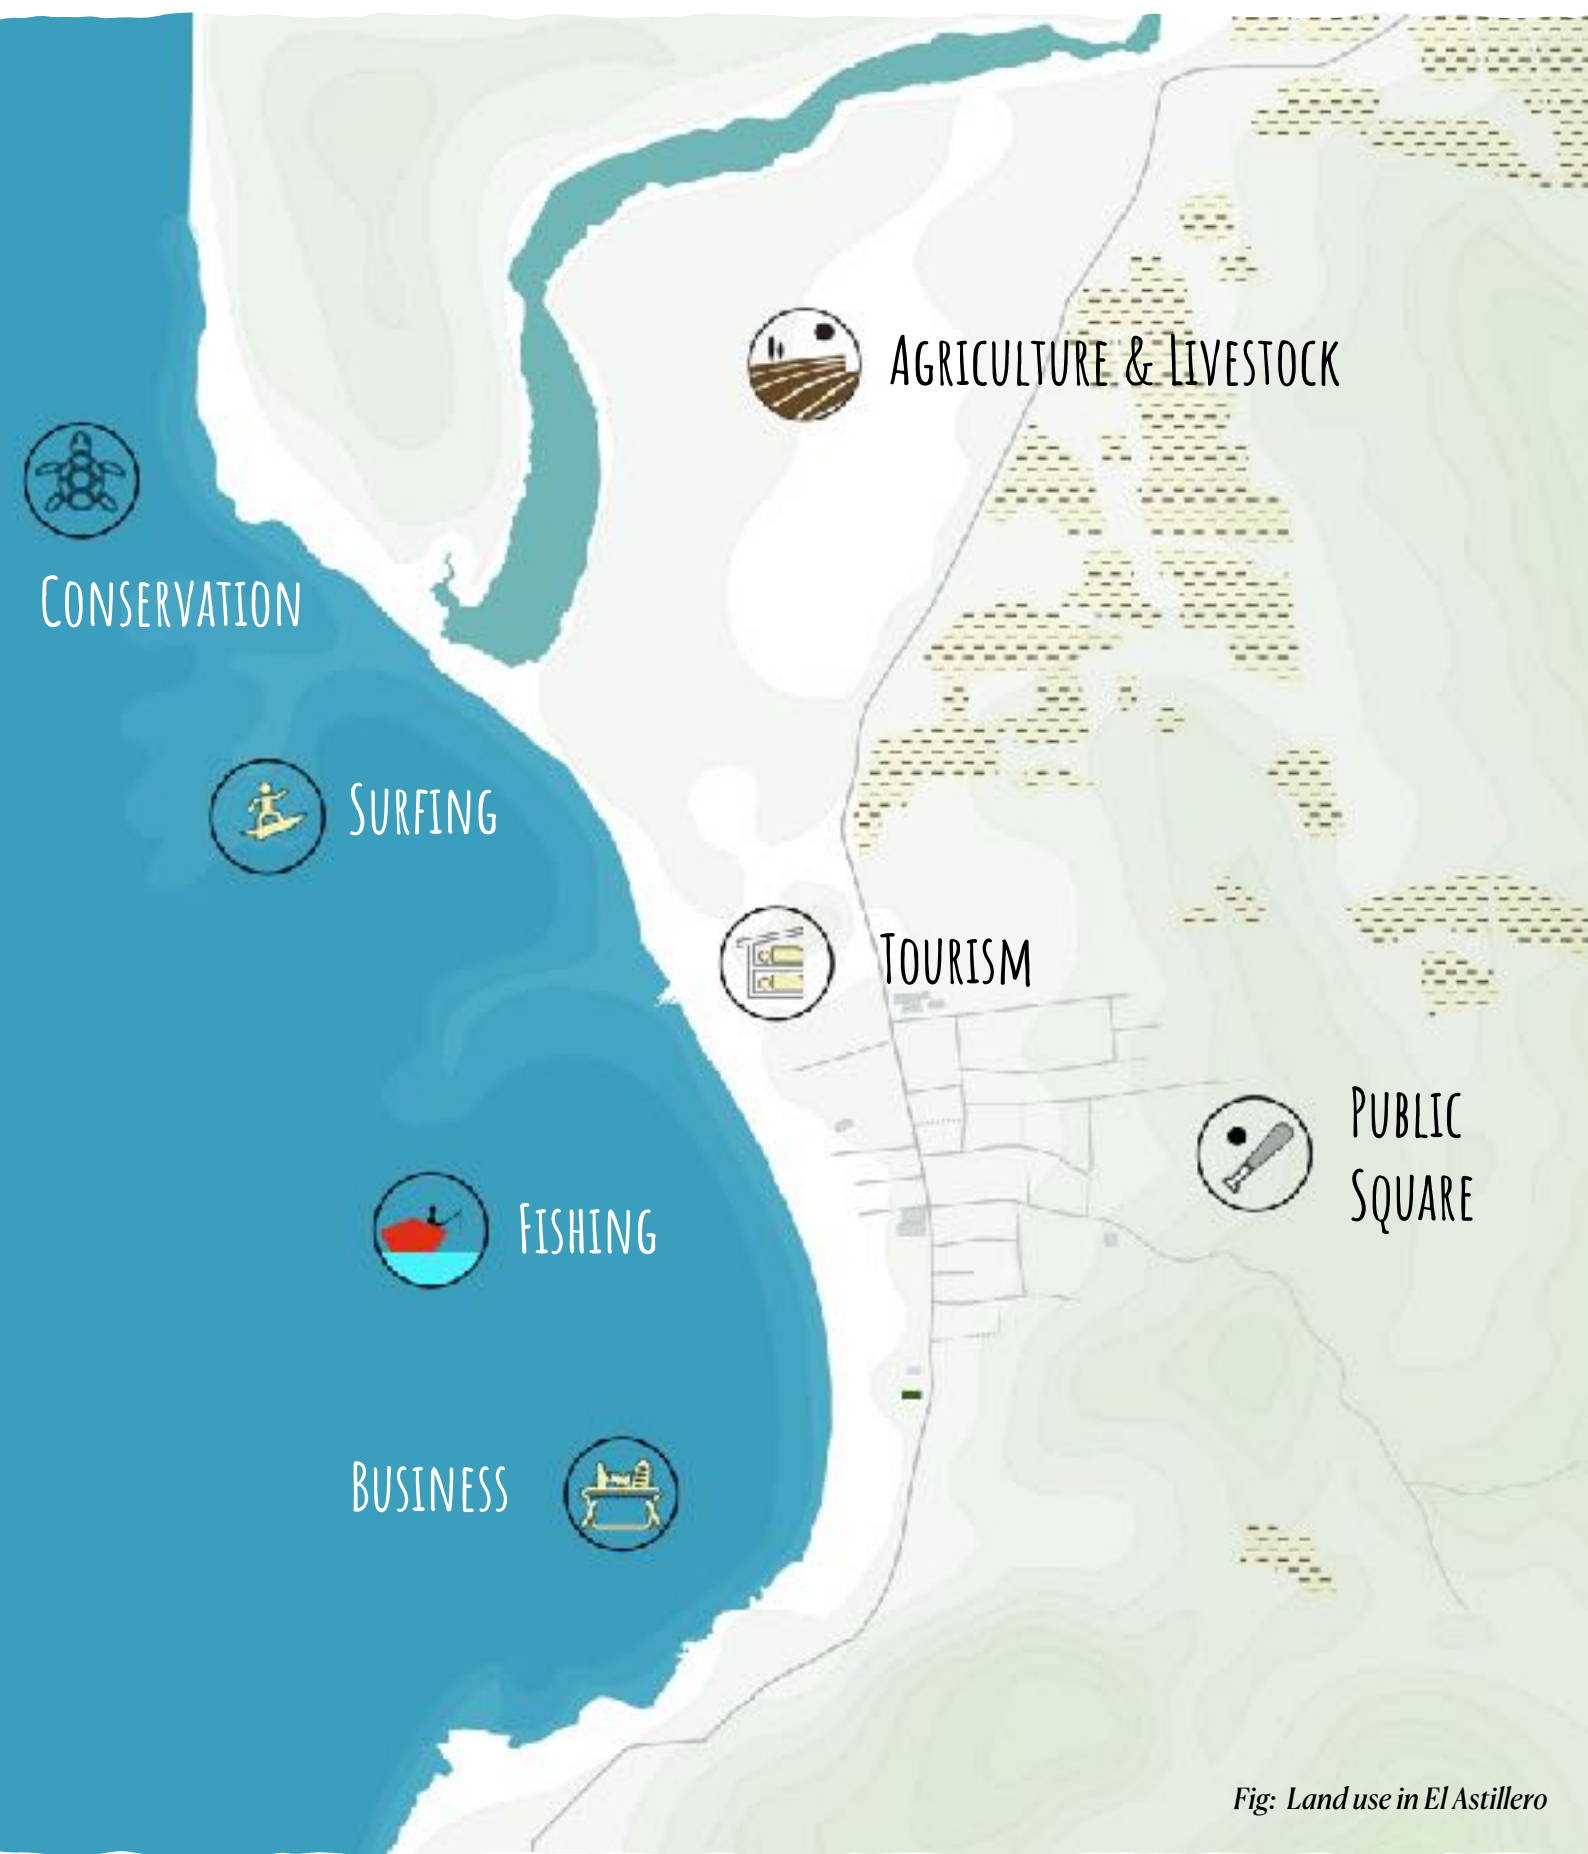 Agriculture & Livestock
Conservation
Surfing
Tourism
Public
Square
Fishing
Business
Fig: Land use in El Astillero